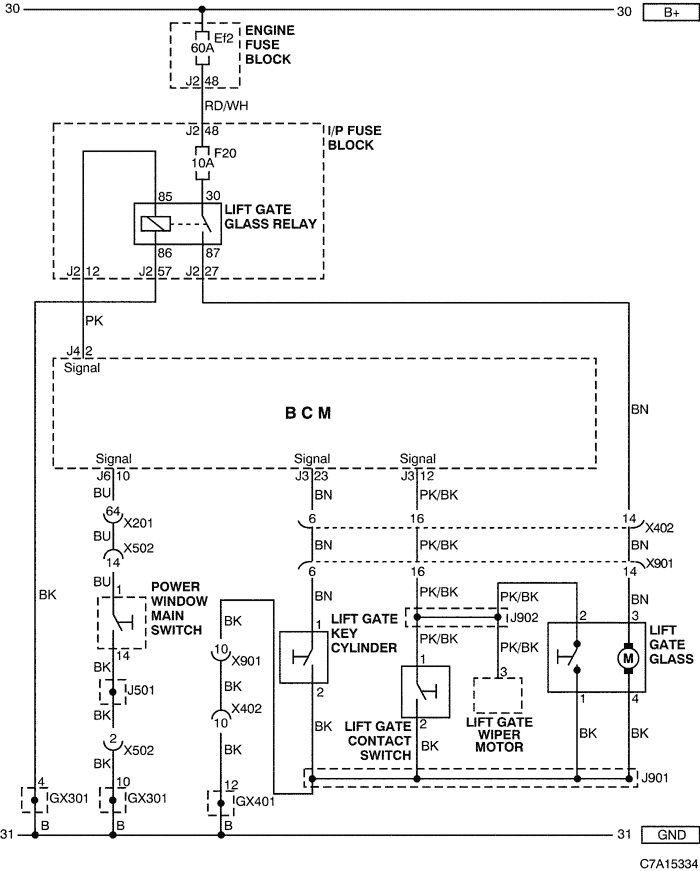 30 30 B+
Ef2 ENGINE
60A FUSE
BLOCK
J2 48
RD/WH
J2 48 I/P FUSE
F20 BLOCK
10A
85 30
LIFT GATE
GLASS RELAY
86 87
J2 12 J2 57 J2 27
PK
J4 2
Signal
BCM
BN
Signal Signal Signal
J6 10 J3 23 J3 12
BU BN PK/BK
64 6 16 14
X201 X402
BU BN PK/BK BN
X502
14 X901
6 16 14
BU PK/BK PK/BK
BK 1 POWER BK BN BN
WINDOW LIFT GATE J902 2 3 LIFT
MAIN 1 KEY GATE
SWITCH CYLINDER PK/BK PK/BK GLASS
10 X901 M
14 1 3
BK BK 2 1 4
J501 X402
BK 10 BK LIFT GATE 2 LIFT GATE BK BK
CONTACT BK WIPER
2 X502 BK SWITCH MOTOR
BK J901
4 10 12
GX301 GX301 GX401
B B B
31 31 GND
C7A15334